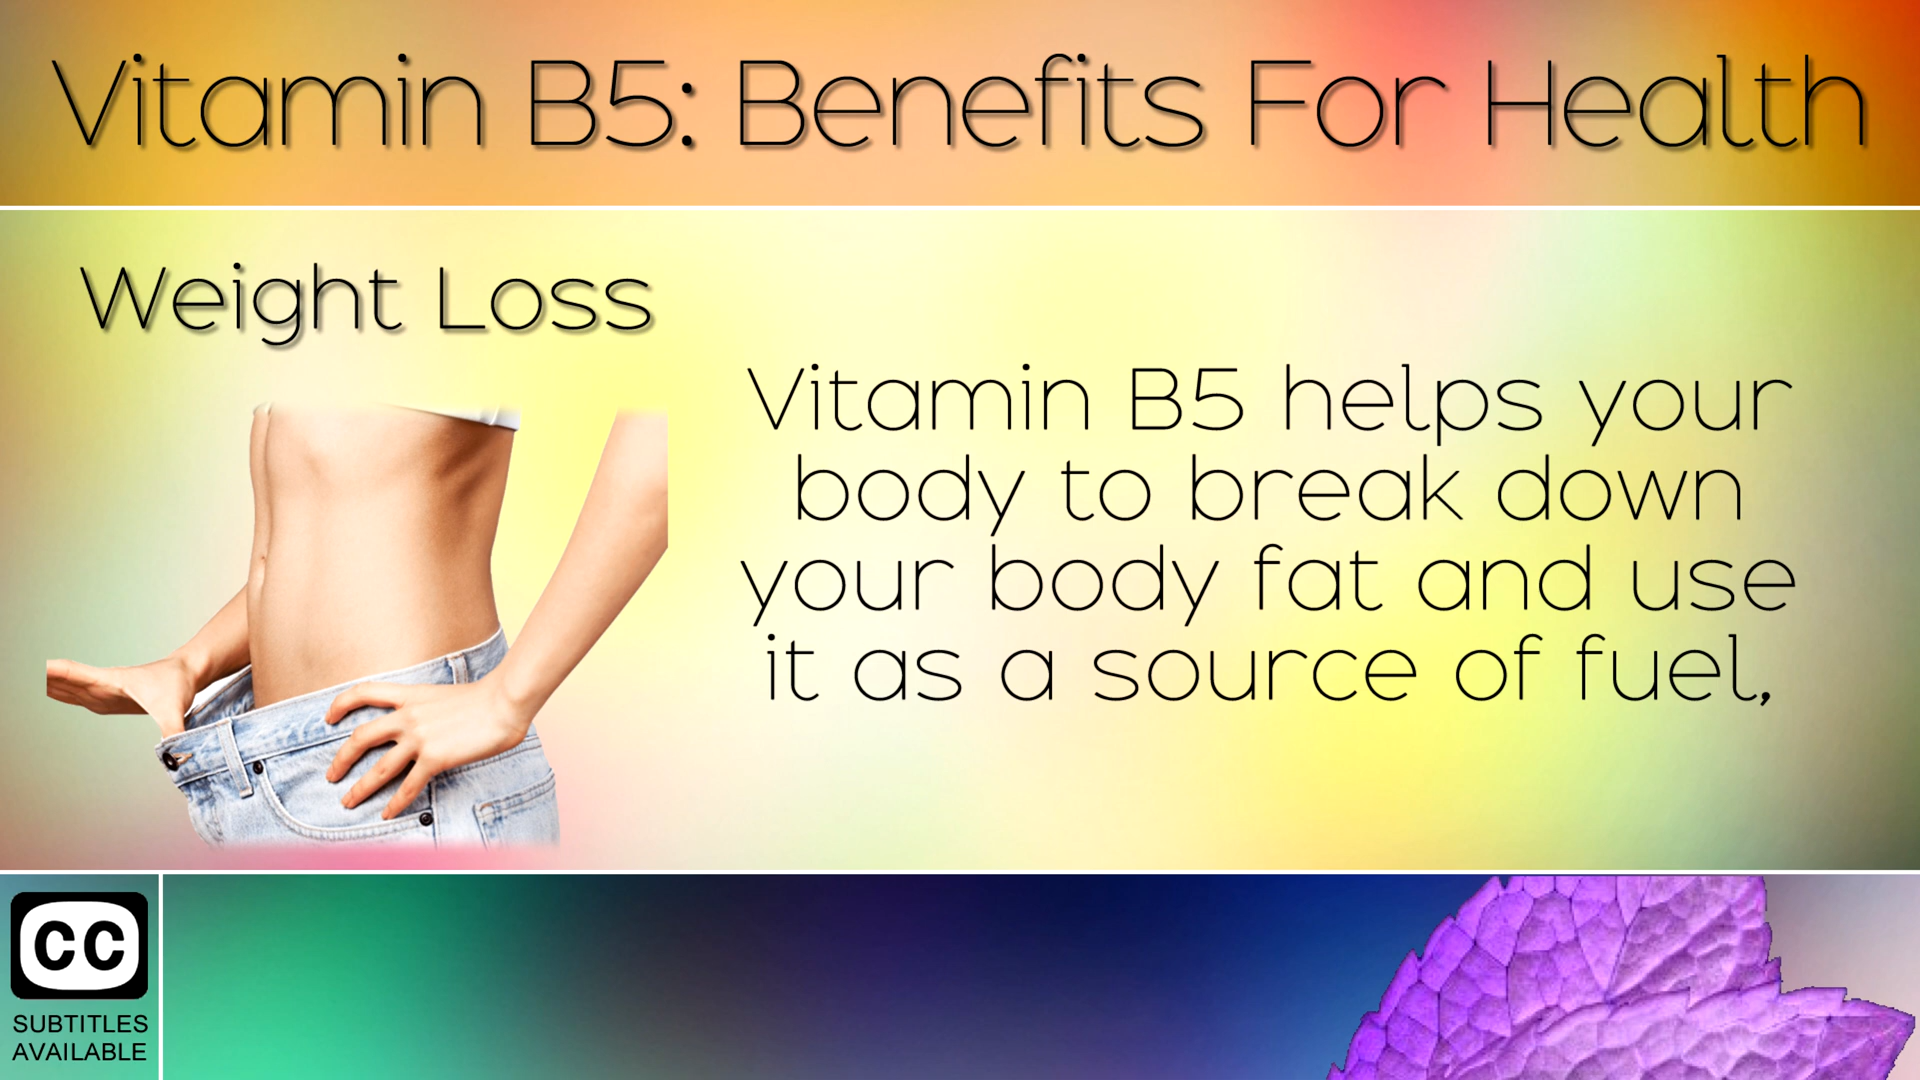 Vitamin B5: Benefits For Health
Weight Loss
Vitamin B5 helps your
body to break down
your body fat and use
it as a source of fuel,
CC
SUBTITLES
AVAILABLE